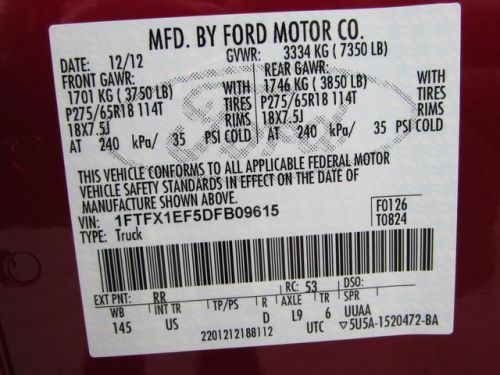 MFD. BY FORD MOTOR CO.
DATE: 12/12 GVWR: 3334 KG ( 7350 LB)
FRONT GAWR: REAR GAWR:
1701 KG ( 3750 LB) WITH 1746 KG ( 3850 LB) WITH
P275/65R18 114T TIRES P275/65R18 114T TIRES
18X7.5J RIMS 18X7.5J RIMS
AT 240 kPa/ 35 PSI COLD AT 240 kPa/ 35 PSI COLD
Ford
THIS VEHICLE CONFORMS TO ALL APPLICABLE FEDERAL MOTOR
VEHICLE SAFETY STANDARDS IN EFFECT ON THE DATE OF
MANUFACTURE SHOWN ABOVE.
VIN: 1FTFX1EF5DFB09615 F0126
TYPE: Truck T0824
EXT PNT: RR RC: 53 DSO:
WB INT TR TP/PS R AXLE TR SPR
145 US D L9 6 UUAA
2201212188112 UTC ▽5U5A-1520472-BA